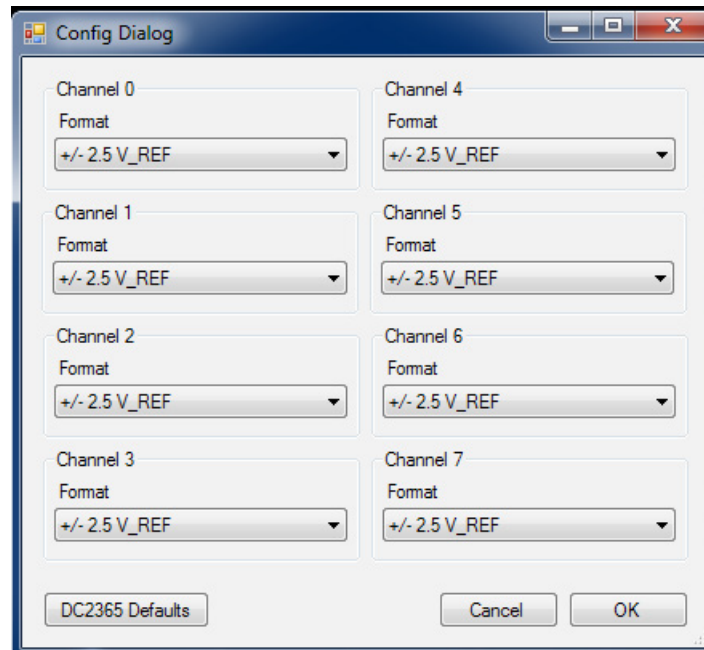 Config Dialog
Channel 0
Format
+/- 2.5 V_REF
Channel 4
Format
+/- 2.5 V_REF
Channel 1
Format
+/- 2.5 V_REF
Channel 5
Format
+/- 2.5 V_REF
Channel 2
Format
+/- 2.5 V_REF
Channel 6
Format
+/- 2.5 V_REF
Channel 3
Format
+/- 2.5 V_REF
Channel 7
Format
+/- 2.5 V_REF
DC2365 Defaults
Cancel
OK